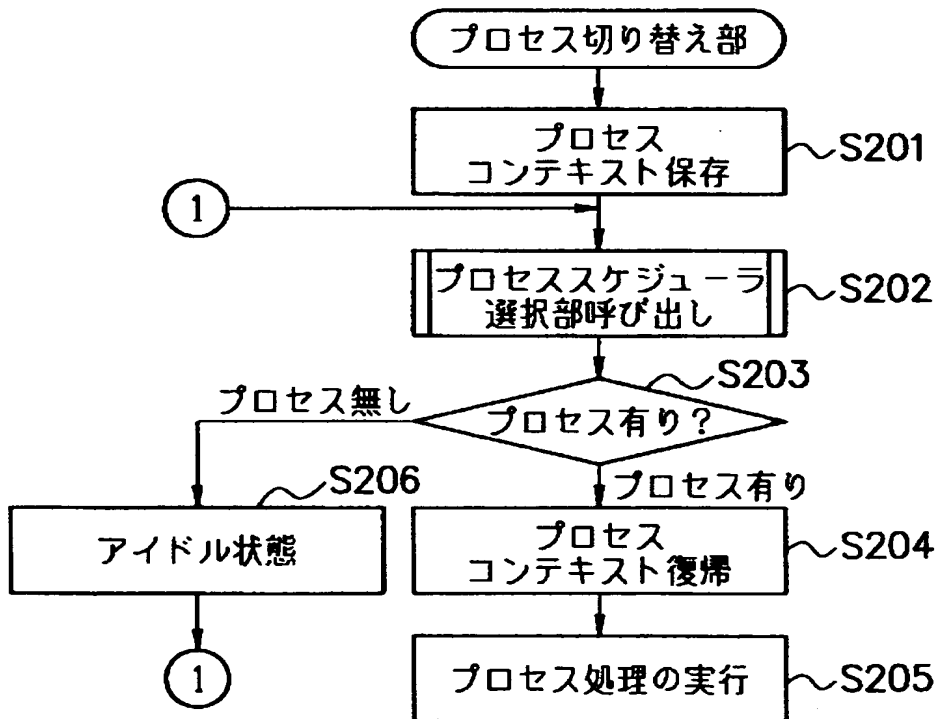 プロセス切り替え部
プロセス
コンテキスト保存
S201
1
プロセススケジューラ
選択部呼び出し
S202
S203
プロセス無し
プロセス有り？
S206
プロセス有り
アイドル状態
プロセス
コンテキスト復帰
S204
1
プロセス処理の実行
S205